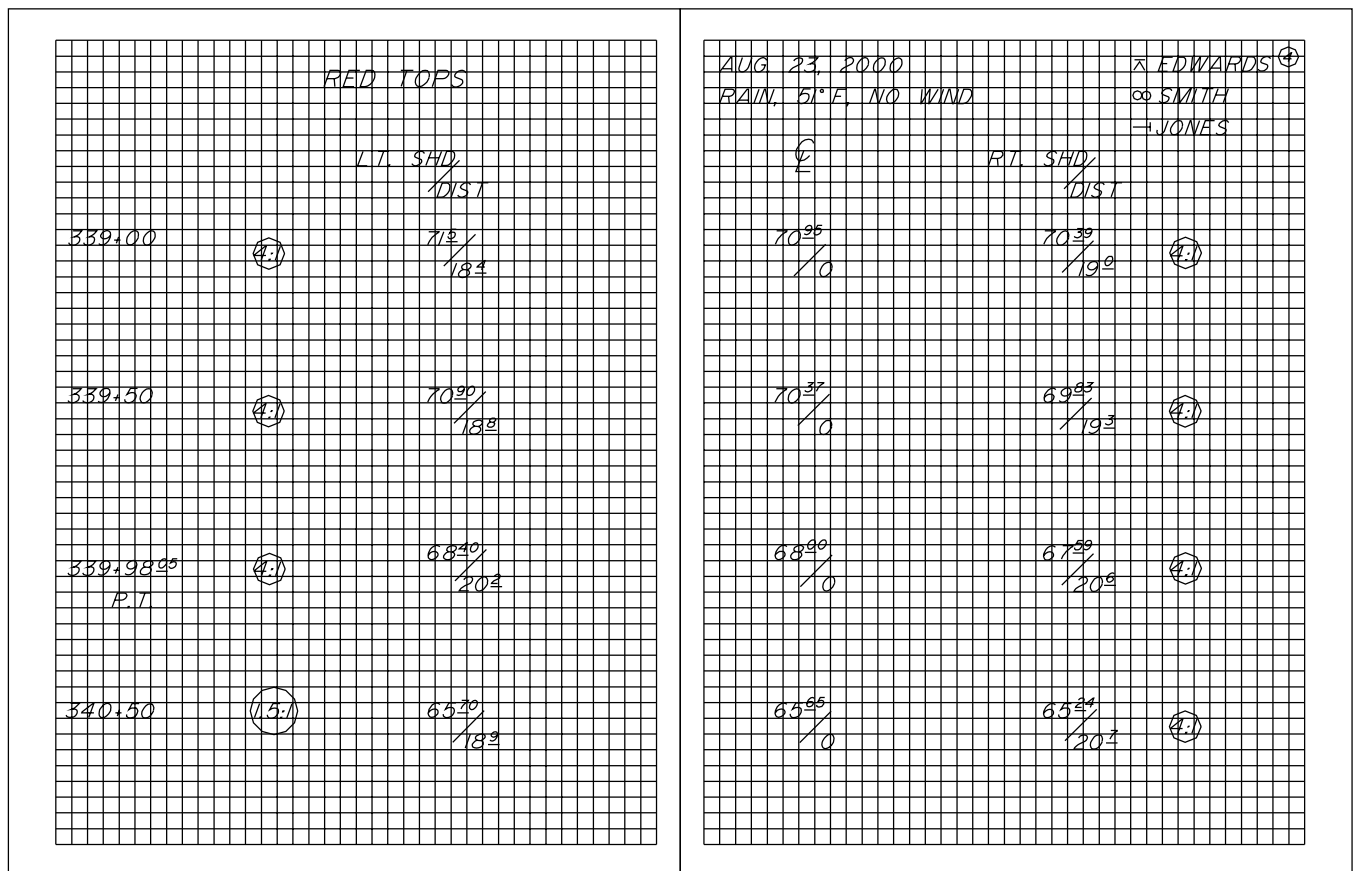 RED TOPS
LT. SHD/DIST
339+00 4:1 71 /18 4
339+50 4:1 70 90/18 8
339+98 05 4:1 68 40/20 2
P.T.
340+50 1.5:1 65 70/18 9
4
AUG. 23, 2000 EDWARDS
RAIN, 51° F, NO WIND SMITH
JONES
℄ RT. SHD/DIST
70 95/0 70 39/19 0 4:1
70 37/0 69 83/19 3 4:1
68 00/0 67 59/20 6 4:1
65 65/0 65 24/20 7 4:1